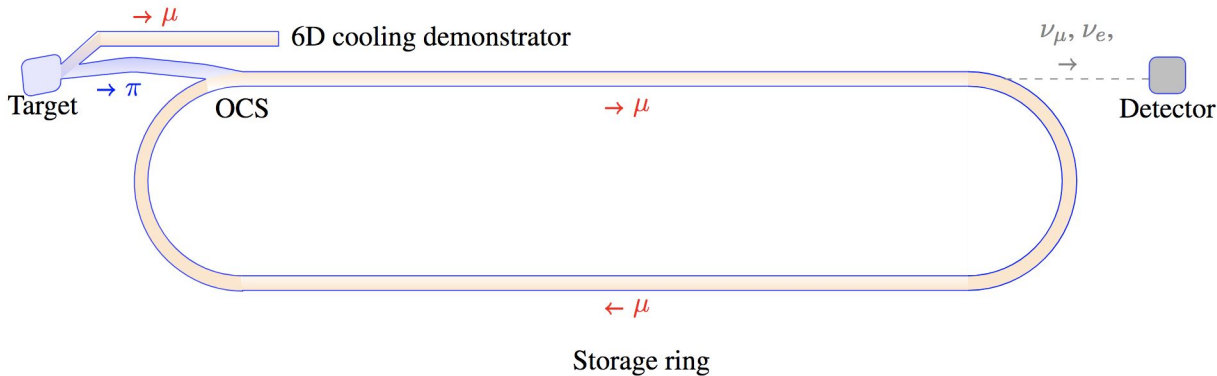 → μ
6D cooling demonstrator
ν_μ, ν_e,
→
Target
→ π
OCS
→ μ
Detector
← μ
Storage ring